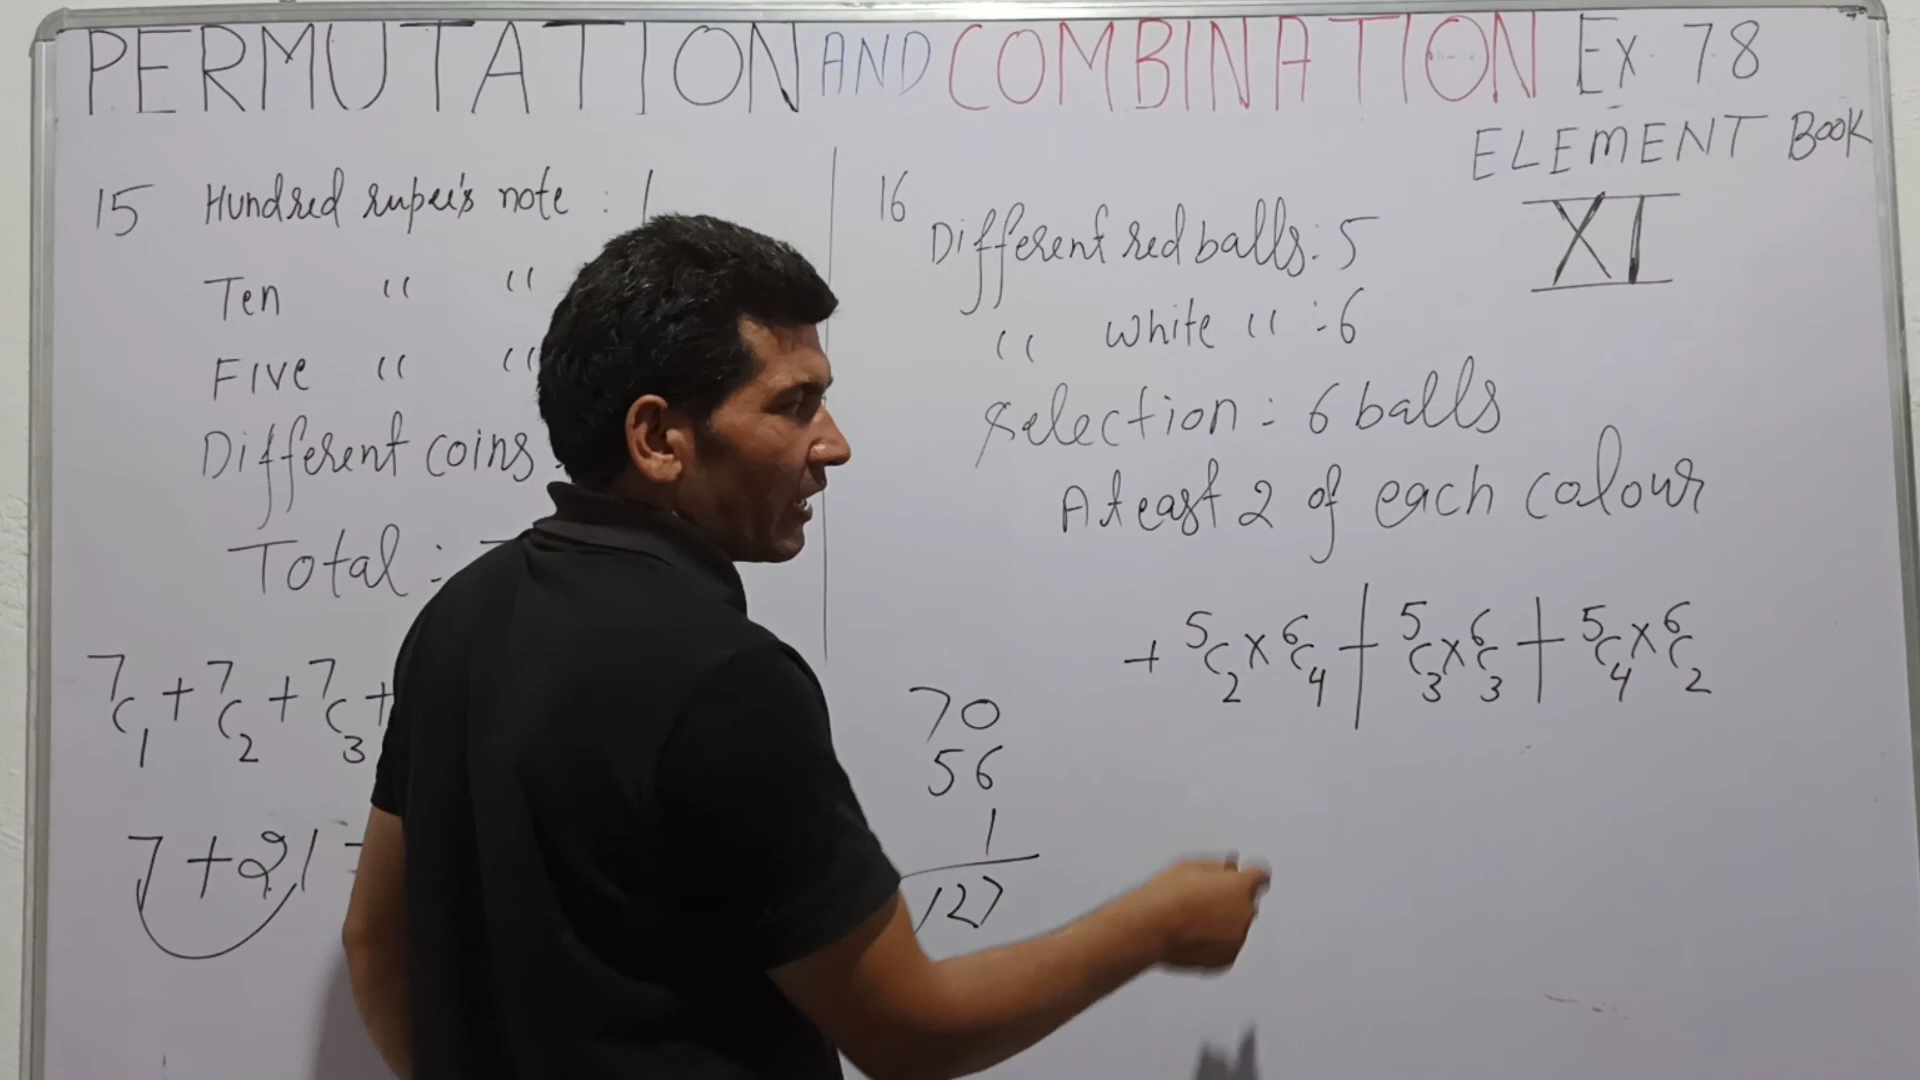 PERMUTATION AND COMBINATION Ex 7.8
ELEMENT BOOK
XI
15 Hundred rupee's note : 1
Ten " "
Five " "
Different coins
Total :
7C1 + 7C2 + 7C3 +
7 + 21
70
56
1
127
16
Different red balls : 5
" white " : 6
Selection : 6 balls
Atleast 2 of each colour
+ 5C2 x 6C4 + 5C3 x 6C3 + 5C4 x 6C2